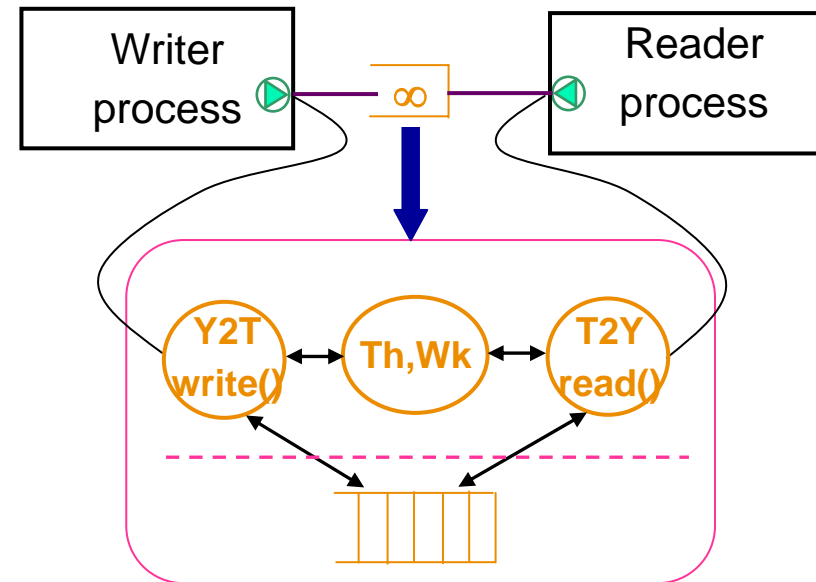 Writer
process
∞
Reader
process
Y2T
write()
Th,Wk
T2Y
read()